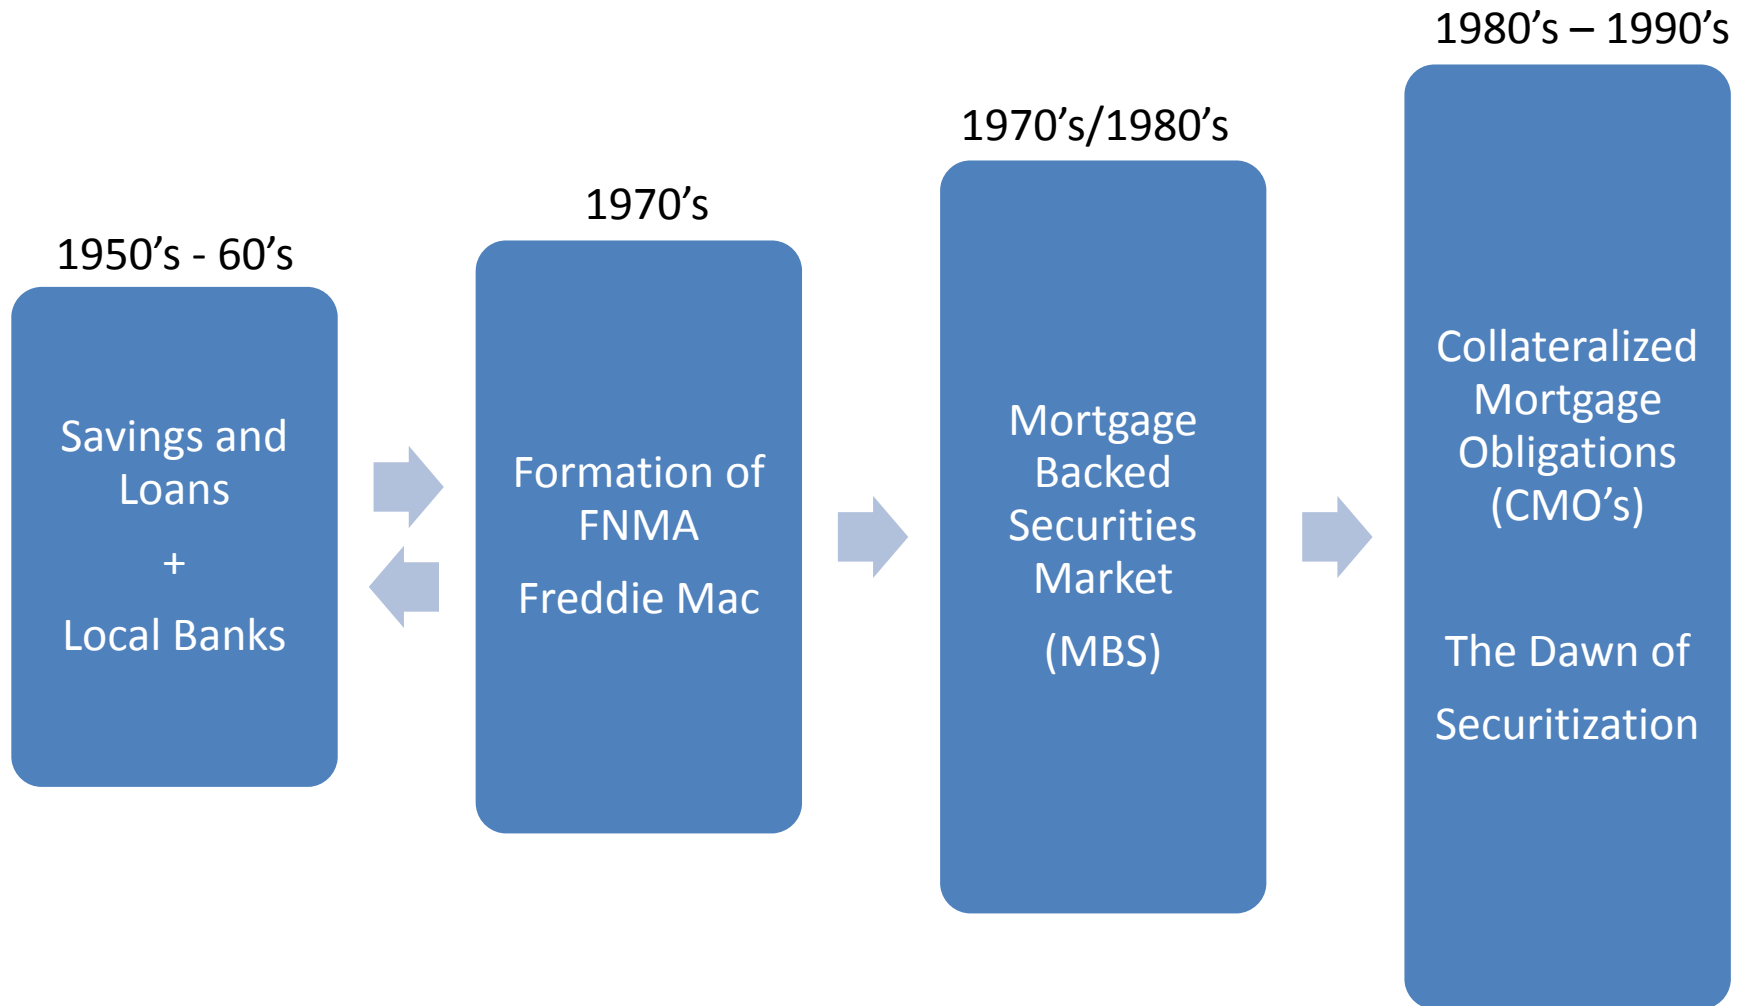 1950’s - 60’s
Savings and
Loans
+
Local Banks
1970’s
Formation of
FNMA
Freddie Mac
1970’s/1980’s
Mortgage
Backed
Securities
Market
(MBS)
1980’s – 1990’s
Collateralized
Mortgage
Obligations
(CMO’s)
The Dawn of
Securitization